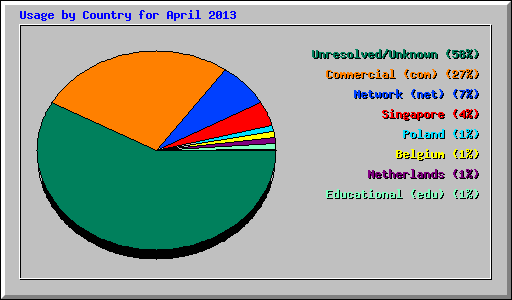 Usage by Country for April 2013
Unresolved/Unknown (58%)
Commercial (com) (27%)
Network (net) (7%)
Singapore (4%)
Poland (1%)
Belgium (1%)
Netherlands (1%)
Educational (edu) (1%)